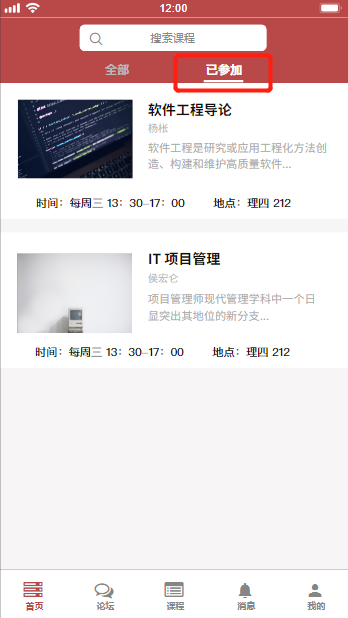 12:00
搜索课程
全部 已参加
软件工程导论
杨枨
软件工程是研究或应用工程化方法创
造、构建和维护高质量软件...
时间：每周三 13：30-17：00 地点：理四 212
IT 项目管理
侯宏仑
项目管理师现代管理学科中一个日
显突出其地位的新分支...
时间：每周三 13：30-17：00 地点：理四 212
首页 论坛 课程 消息 我的